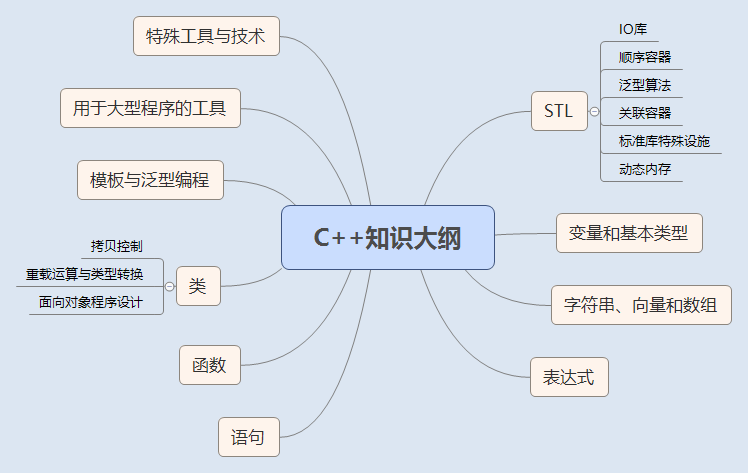 C++知识大纲
STL
IO库
顺序容器
泛型算法
关联容器
标准库特殊设施
动态内存
变量和基本类型
字符串、向量和数组
表达式
语句
函数
类
拷贝控制
重载运算与类型转换
面向对象程序设计
模板与泛型编程
用于大型程序的工具
特殊工具与技术